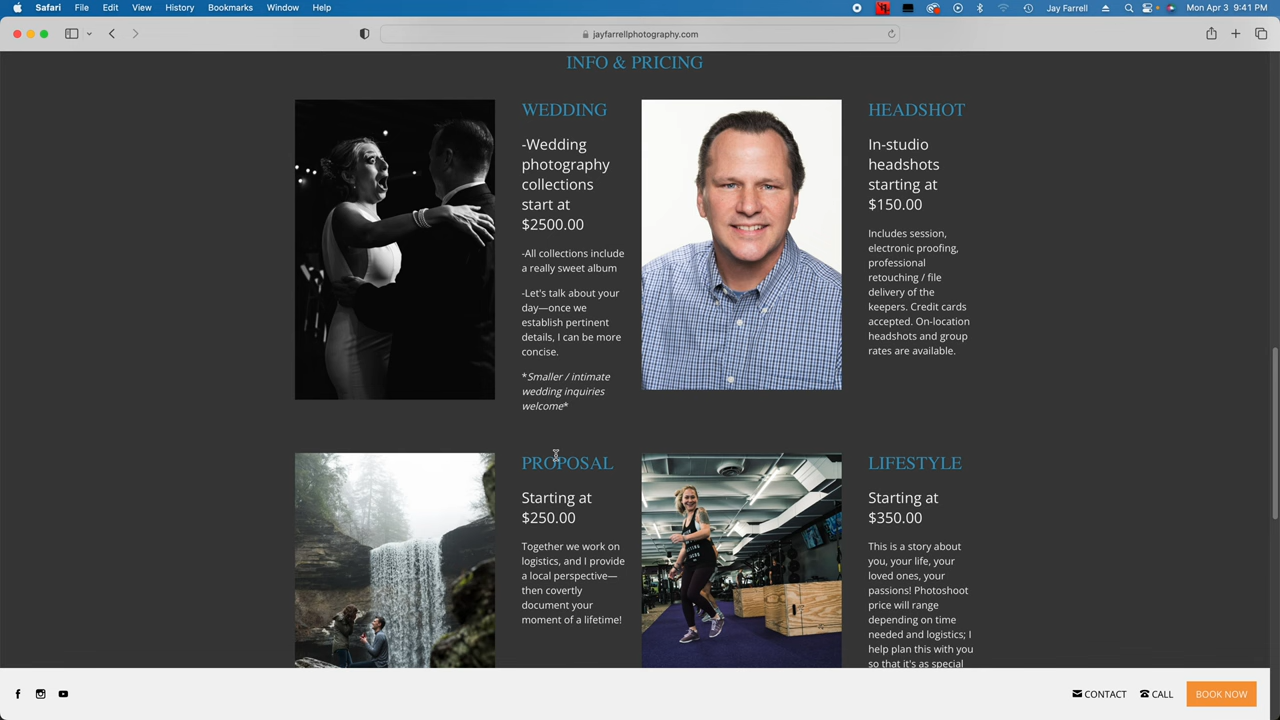 Safari File Edit View History Bookmarks Window Help Jay Farrell Mon Apr 3 9:41 PM
jayfarrellphotography.com
INFO & PRICING
WEDDING
-Wedding
photography
collections
start at
$2500.00
-All collections include
a really sweet album
-Let's talk about your
day—once we
establish pertinent
details, I can be more
concise.
*Smaller / intimate
wedding inquiries
welcome*
HEADSHOT
In-studio
headshots
starting at
$150.00
Includes session,
electronic proofing,
professional
retouching / file
delivery of the
keepers. Credit cards
accepted. On-location
headshots and group
rates are available.
PROPOSAL
Starting at
$250.00
Together we work on
logistics, and I provide
a local perspective—
then covertly
document your
moment of a lifetime!
LIFESTYLE
Starting at
$350.00
This is a story about
you, your life, your
loved ones, your
passions! Photoshoot
price will range
depending on time
needed and logistics; I
help plan this with you
so that it's as special
CONTACT CALL BOOK NOW